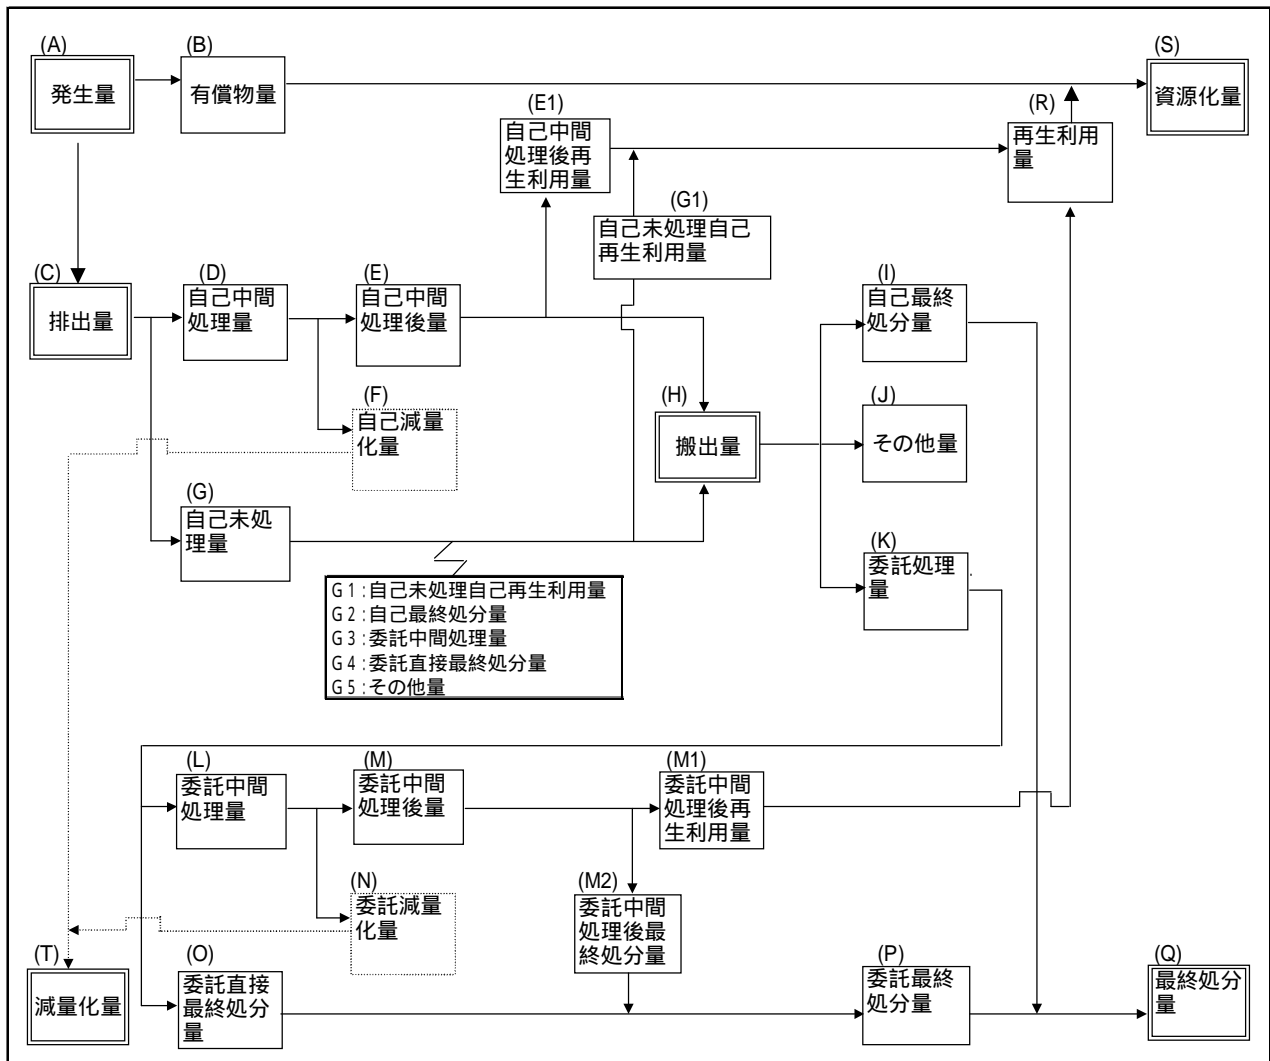 (A)
発生量
(B)
有償物量
(S)
資源化量
(E1)
自己中間
処理後再
生利用量
(R)
再生利用
量
(G1)
自己未処理自己
再生利用量
(C)
排出量
(D)
自己中間
処理量
(E)
自己中間
処理後量
(I)
自己最終
処分量
(F)
自己減量
化量
(H)
搬出量
(J)
その他量
(G)
自己未処
理量
(K)
委託処理
量
G1:自己未処理自己再生利用量
G2:自己最終処分量
G3:委託中間処理量
G4:委託直接最終処分量
G5:その他量
(L)
委託中間
処理量
(M)
委託中間
処理後量
(M1)
委託中間
処理後再
生利用量
(N)
委託減量
化量
(M2)
委託中間
処理後最
終処分量
(T)
減量化量
(O)
委託直接
最終処分
量
(P)
委託最終
処分量
(Q)
最終処分
量